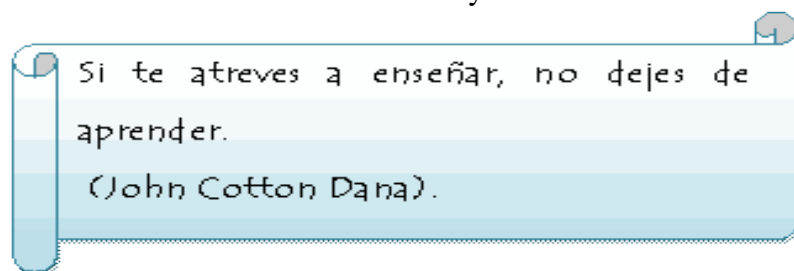 Si te atreves a enseñar, no dejes de
aprender.
(John Cotton Dana).